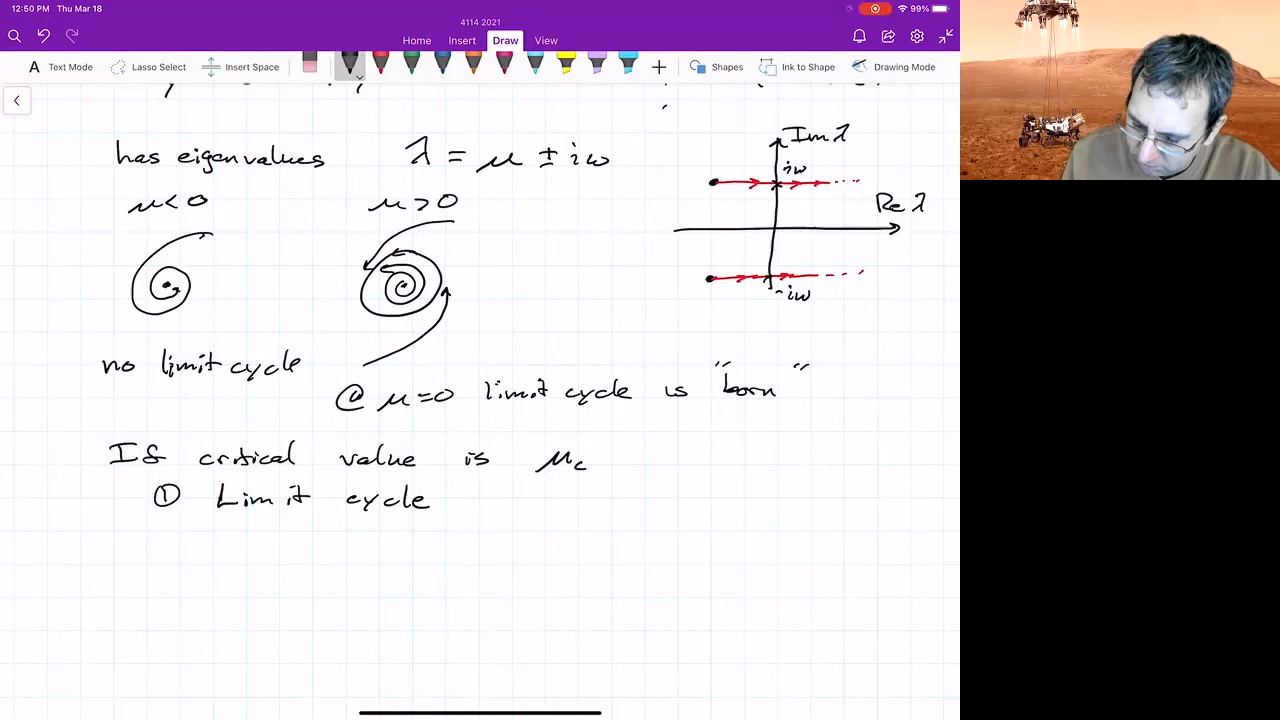 12:50 PM Thu Mar 18
99%
4114 2021
Home Insert Draw View
Text Mode Lasso Select Insert Space Shapes Ink to Shape Drawing Mode
has eigenvalues λ = μ ± iω
μ<0 μ>0
Im λ
iω
Re λ
-iω
no limit cycle
@ μ=0 limit cycle is "born"
If critical value is μc
① Limit cycle